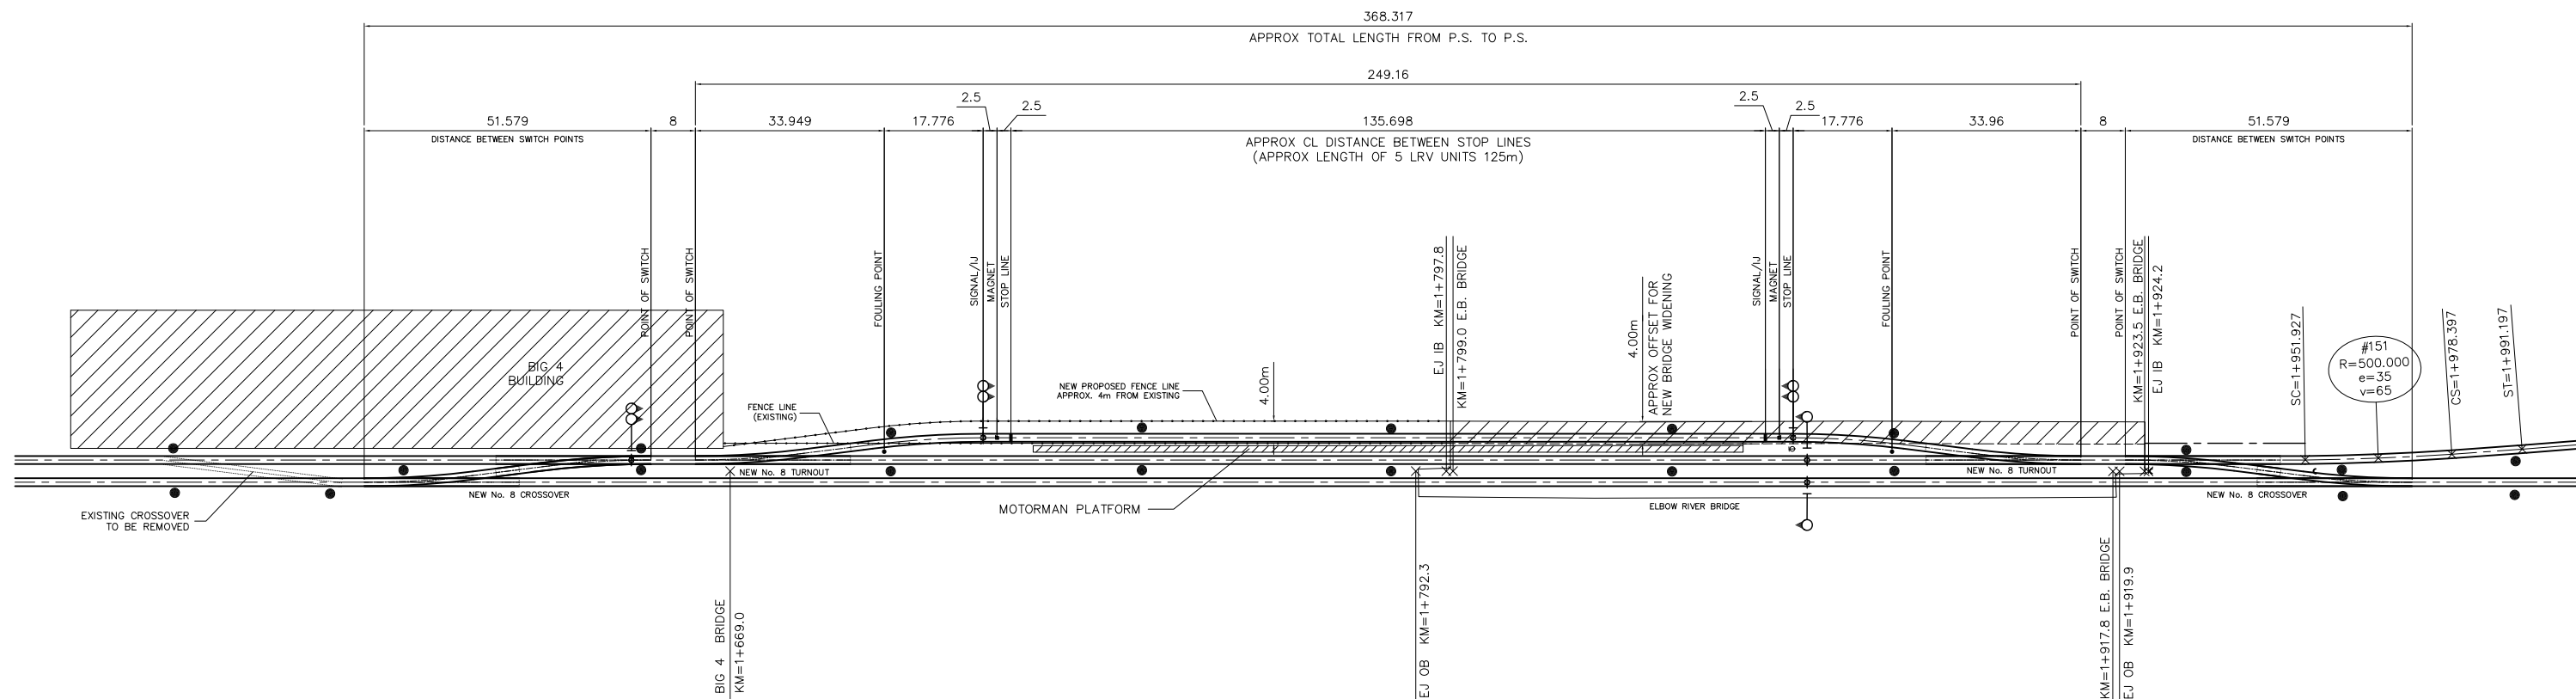 368.317
APPROX TOTAL LENGTH FROM P.S. TO P.S.
249.16
2.5
2.5
2.5
2.5
51.579
8
33.949
17.776
135.698
17.776
33.96
8
51.579
DISTANCE BETWEEN SWITCH POINTS
APPROX CL DISTANCE BETWEEN STOP LINES
(APPROX LENGTH OF 5 LRV UNITS 125m)
DISTANCE BETWEEN SWITCH POINTS
POINT OF SWITCH
POINT OF SWITCH
FOULING POINT
SIGNAL/IJ
MAGNET
STOP LINE
EJ IB KM=1+797.8
KM=1+799.0 E.B. BRIDGE
4.00m
APPROX OFFSET FOR
NEW BRIDGE WIDENING
SIGNAL/IJ
MAGNET
STOP LINE
FOULING POINT
POINT OF SWITCH
POINT OF SWITCH
KM=1+923.5 E.B. BRIDGE
EJ IB KM=1+924.2
SC=1+951.927
#151
R=500.000
e=35
v=65
CS=1+978.397
ST=1+991.197
BIG 4
BUILDING
FENCE LINE
(EXISTING)
NEW PROPOSED FENCE LINE
APPROX. 4m FROM EXISTING
4.00m
NEW No. 8 TURNOUT
NEW No. 8 TURNOUT
NEW No. 8 CROSSOVER
NEW No. 8 CROSSOVER
EXISTING CROSSOVER
TO BE REMOVED
MOTORMAN PLATFORM
ELBOW RIVER BRIDGE
BIG 4 BRIDGE
KM=1+669.0
EJ OB KM=1+792.3
KM=1+917.8 E.B. BRIDGE
EJ OB KM=1+919.9